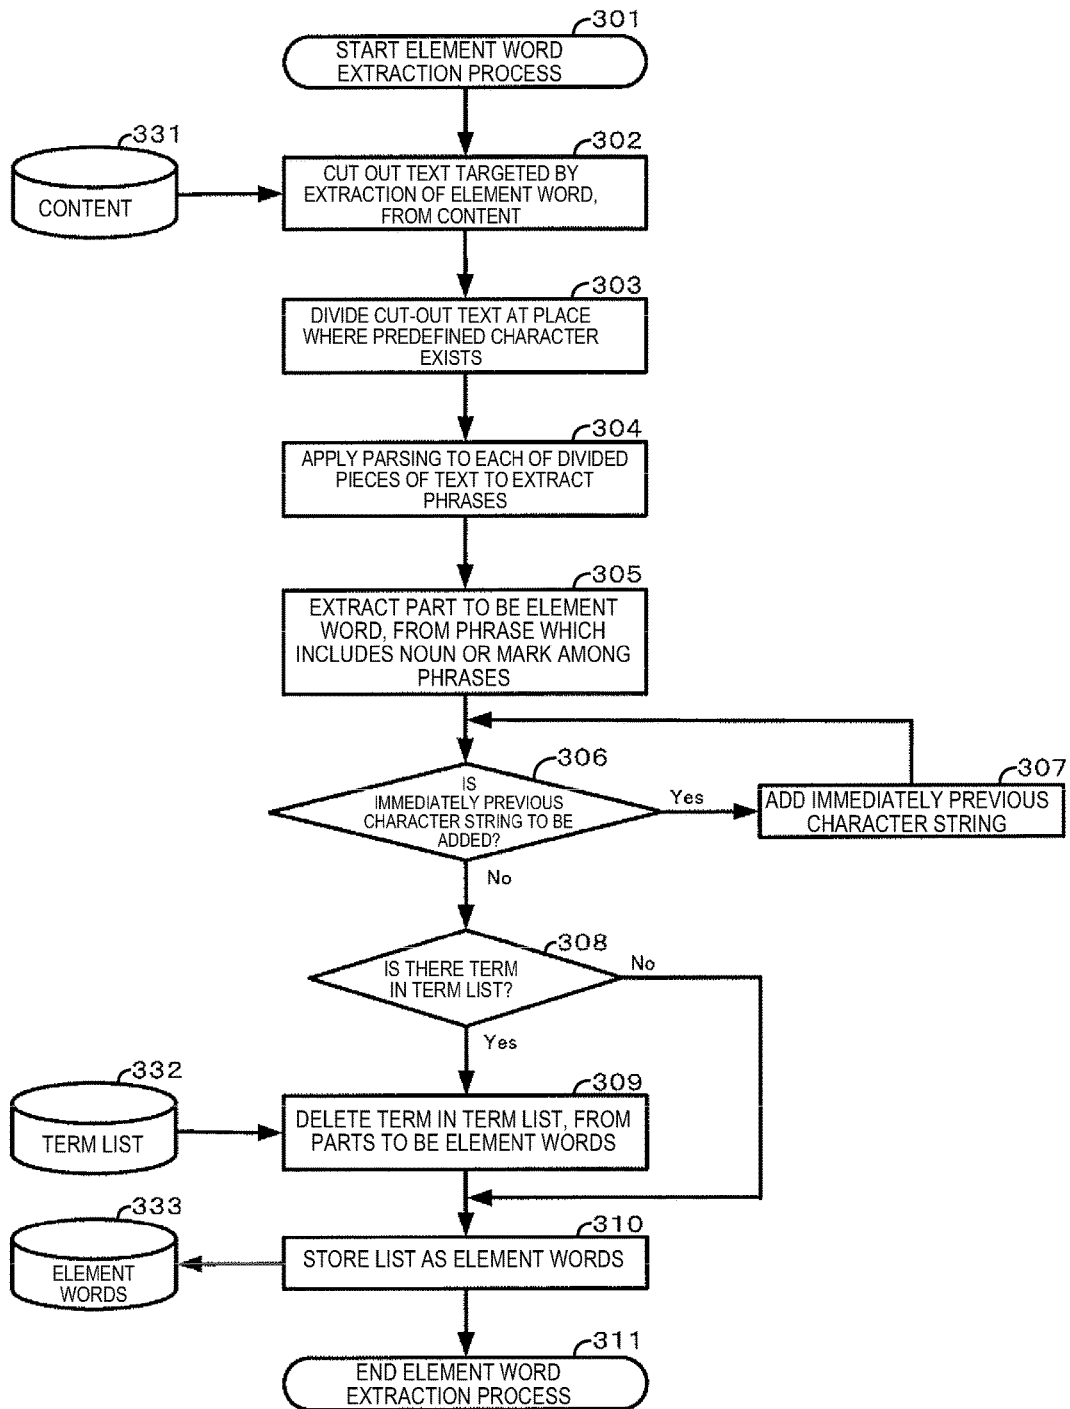 301
START ELEMENT WORD
EXTRACTION PROCESS
331
CONTENT
302
CUT OUT TEXT TARGETED BY
EXTRACTION OF ELEMENT WORD,
FROM CONTENT
303
DIVIDE CUT-OUT TEXT AT PLACE
WHERE PREDEFINED CHARACTER
EXISTS
304
APPLY PARSING TO EACH OF DIVIDED
PIECES OF TEXT TO EXTRACT
PHRASES
305
EXTRACT PART TO BE ELEMENT
WORD, FROM PHRASE WHICH
INCLUDES NOUN OR MARK AMONG
PHRASES
306
IS
IMMEDIATELY PREVIOUS
CHARACTER STRING TO BE
ADDED?
Yes
307
ADD IMMEDIATELY PREVIOUS
CHARACTER STRING
No
308
IS THERE TERM
IN TERM LIST?
No
Yes
332
TERM LIST
309
DELETE TERM IN TERM LIST, FROM
PARTS TO BE ELEMENT WORDS
333
ELEMENT
WORDS
310
STORE LIST AS ELEMENT WORDS
311
END ELEMENT WORD
EXTRACTION PROCESS